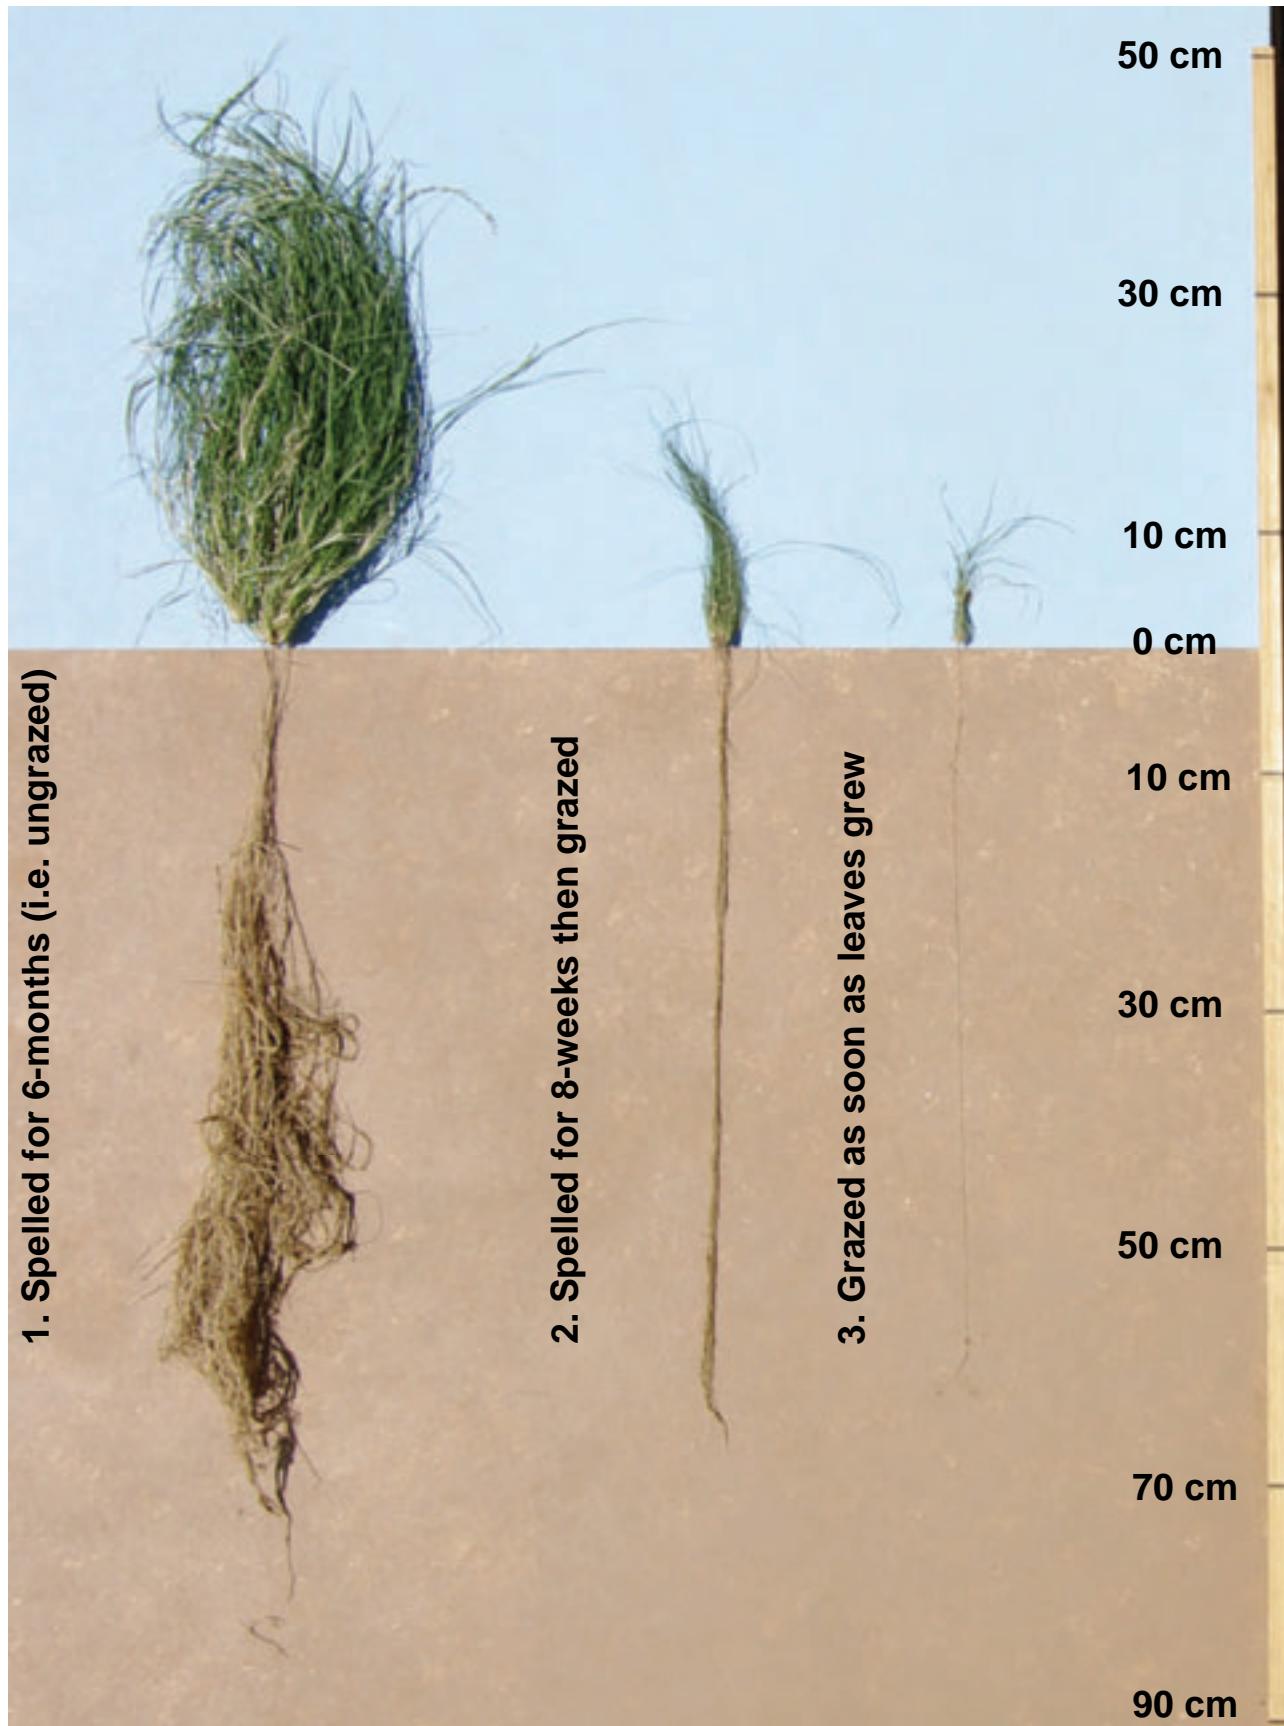 50 cm
30 cm
10 cm
0 cm
10 cm
30 cm
50 cm
70 cm
90 cm
1. Spelled for 6-months (i.e. ungrazed)
2. Spelled for 8-weeks then grazed
3. Grazed as soon as leaves grew